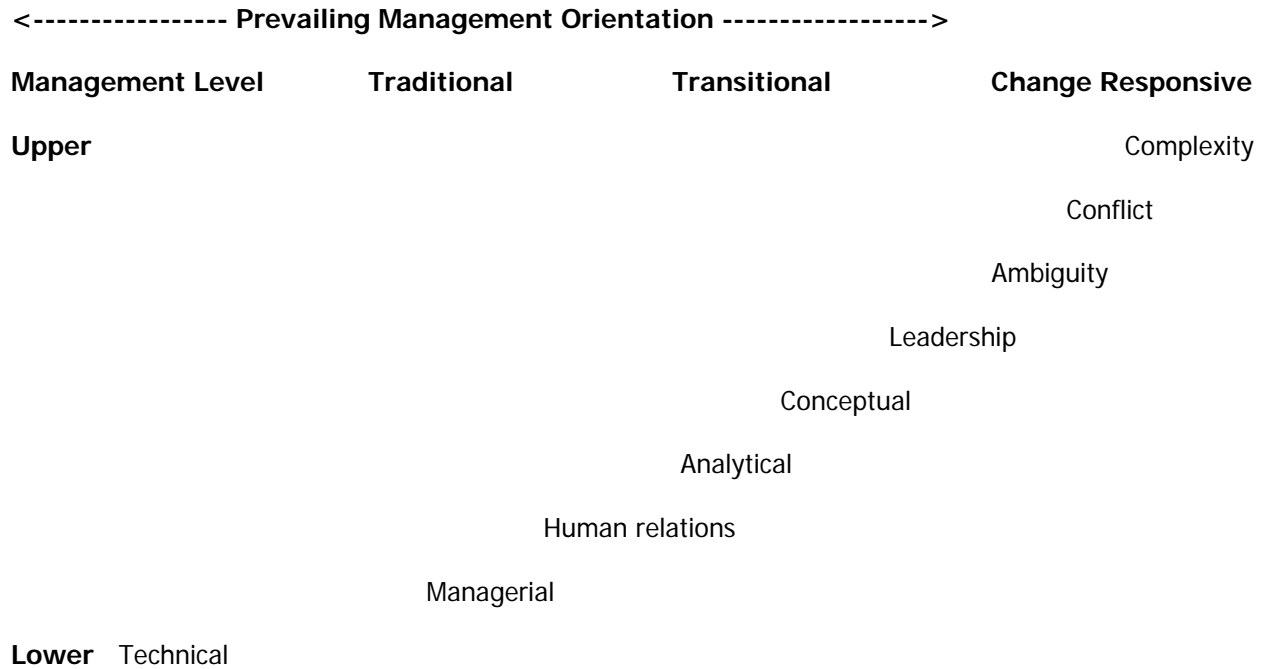 <----------------- Prevailing Management Orientation ------------------>
Management Level Traditional Transitional Change Responsive
Upper Complexity
Conflict
Ambiguity
Leadership
Conceptual
Analytical
Human relations
Managerial
Lower Technical